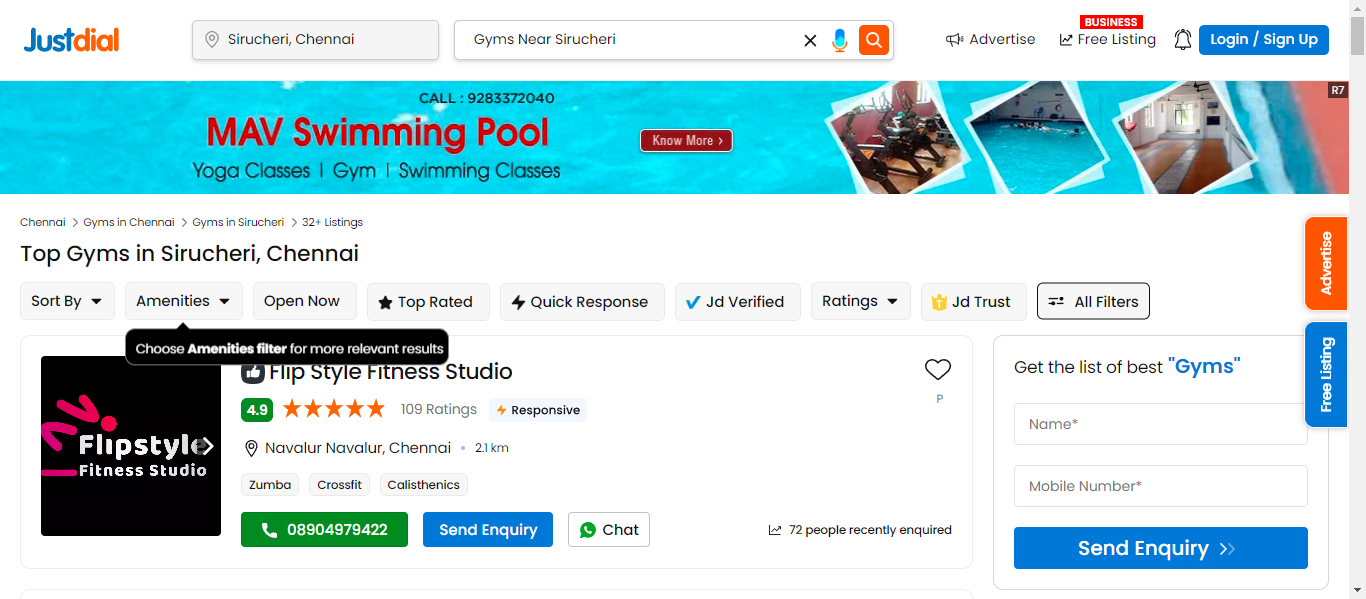 Justdial
Sirucheri, Chennai
Gyms Near Sirucheri
Advertise
BUSINESS
Free Listing
Login / Sign Up
CALL : 9283372040
MAV Swimming Pool
Yoga Classes | Gym | Swimming Classes
Know More ›
R7
Chennai > Gyms in Chennai > Gyms in Sirucheri > 32+ Listings
Top Gyms in Sirucheri, Chennai
Sort By
Amenities
Open Now
Top Rated
Quick Response
Jd Verified
Ratings
Jd Trust
All Filters
Choose Amenities filter for more relevant results
Flipstyle
Fitness Studio
Flip Style Fitness Studio
4.9
109 Ratings
Responsive
Navalur Navalur, Chennai • 2.1 km
Zumba
Crossfit
Calisthenics
08904979422
Send Enquiry
Chat
72 people recently enquired
P
Get the list of best "Gyms"
Name*
Mobile Number*
Send Enquiry
Advertise
Free Listing